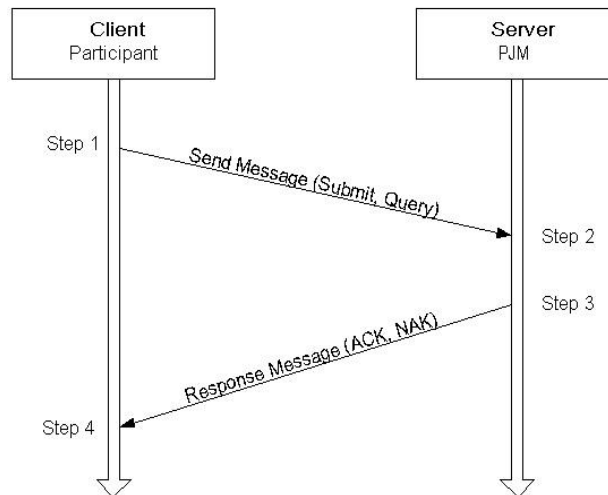 Client
Participant
Server
PJM
Step 1
Send Message (Submit, Query)
Step 2
Step 3
Response Message (ACK, NAK)
Step 4